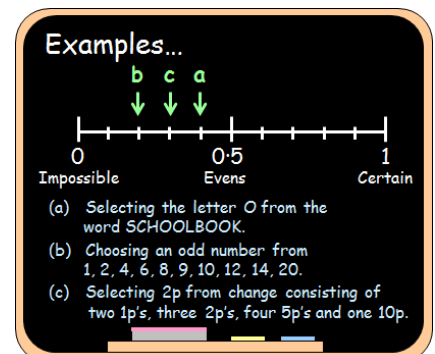 Examples...
b c a
0 0·5 1
Impossible Evens Certain
(a) Selecting the letter O from the
word SCHOOLBOOK.
(b) Choosing an odd number from
1, 2, 4, 6, 8, 9, 10, 12, 14, 20.
(c) Selecting 2p from change consisting of
two 1p's, three 2p's, four 5p's and one 10p.